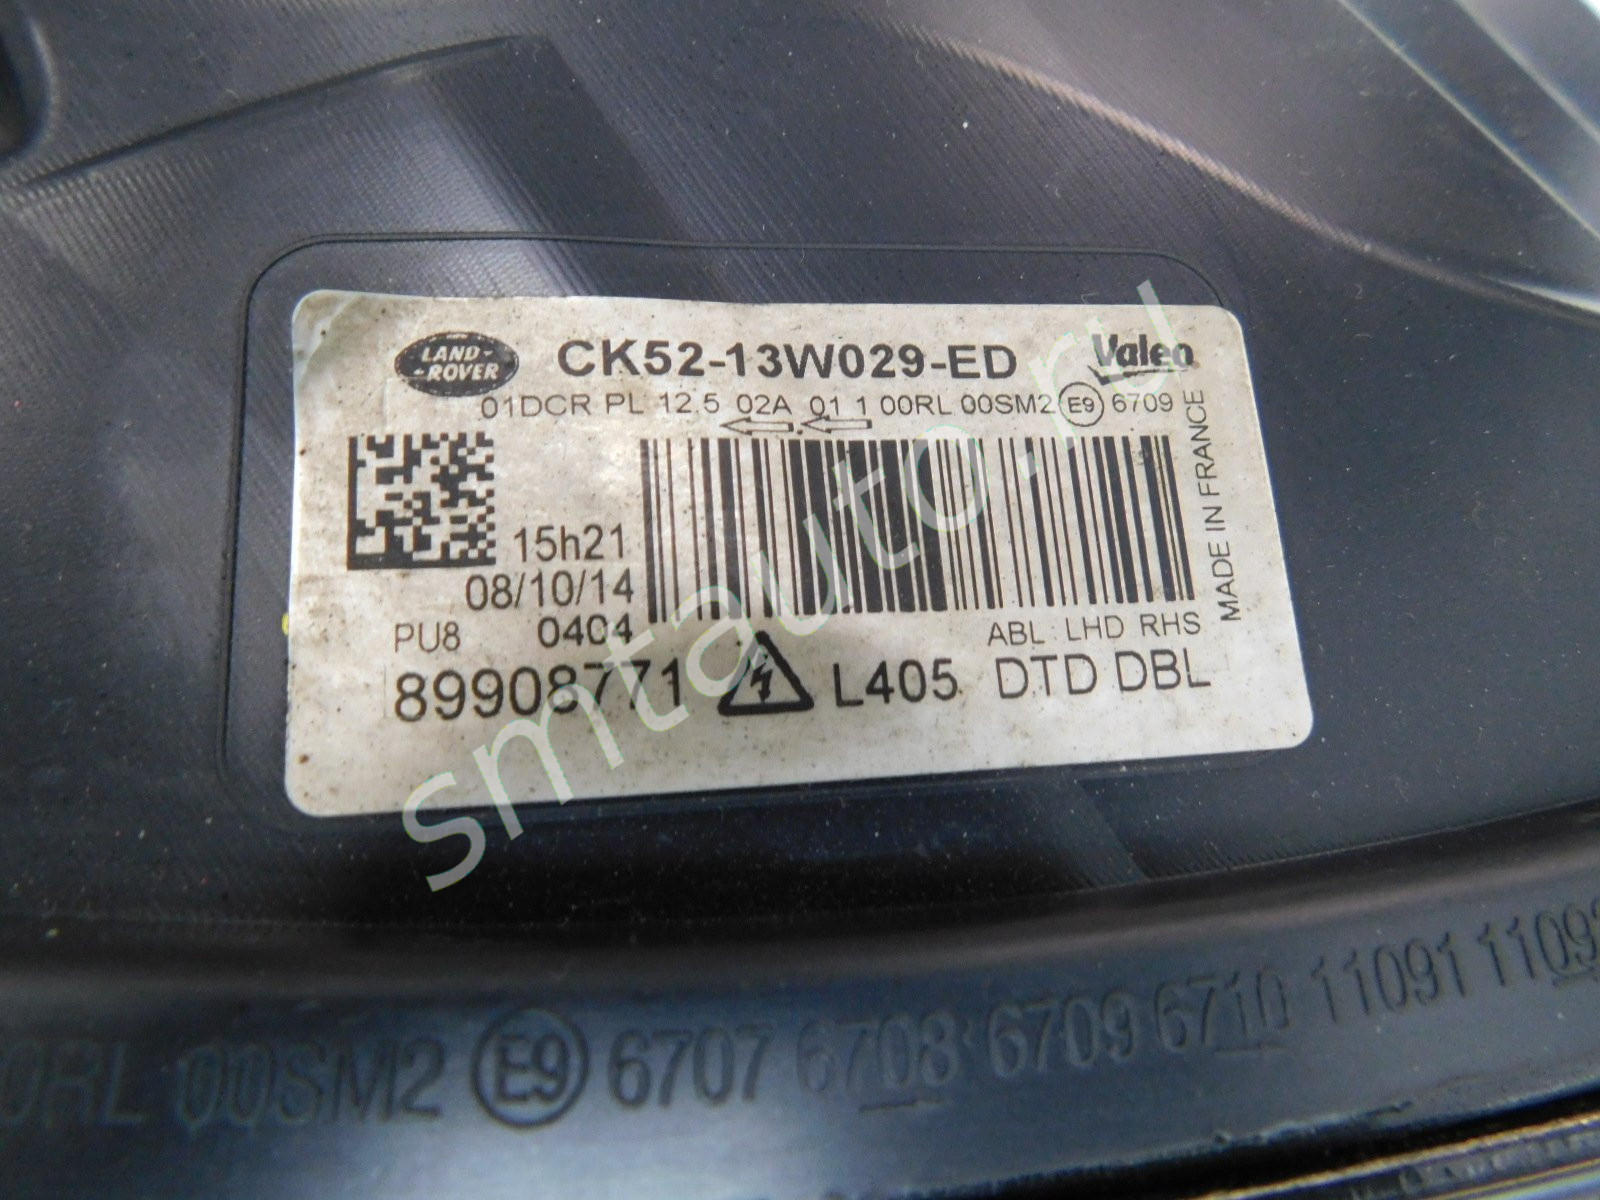 LAND-
-ROVER
CK52-13W029-ED
Valeo
01DCR PL 12.5 02A 01 1 00RL 00SM2 E9 6709
MADE IN FRANCE
15h21
08/10/14
PU8 0404
ABL LHD RHS
89908771 L405 DTD DBL
smtauto.ru
0RL 00SM2 E9 6707 6708 6709 6710 11091